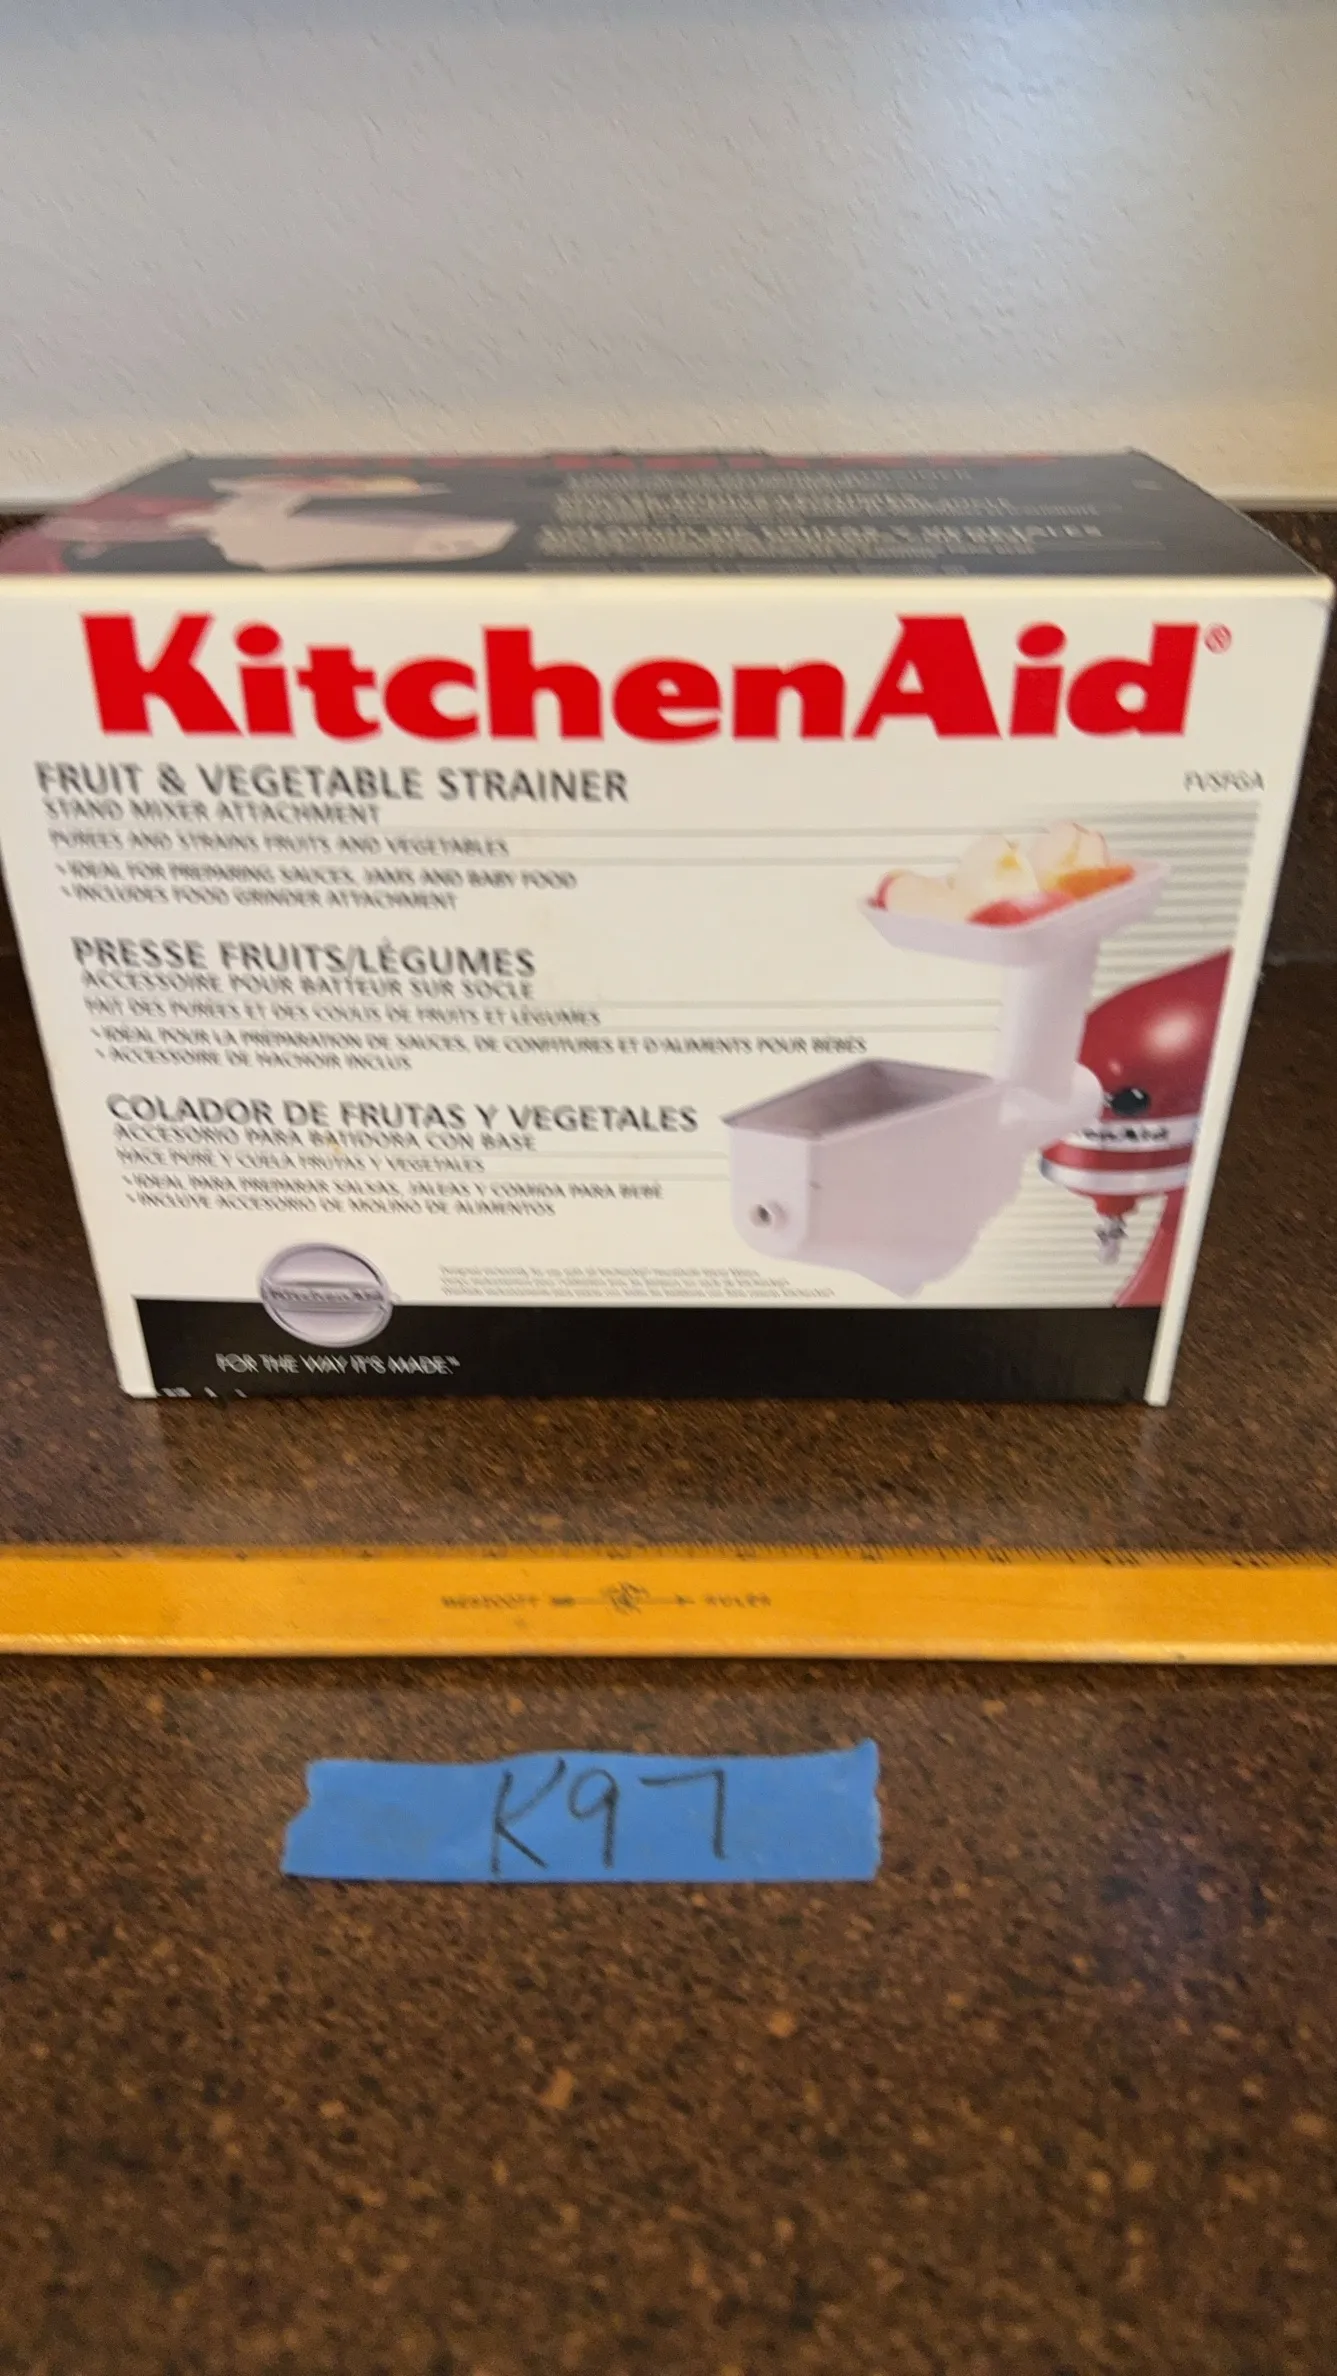 KitchenAid®
FRUIT & VEGETABLE STRAINER
FVSFGA
STAND MIXER ATTACHMENT
PUREES AND STRAINS FRUITS AND VEGETABLES
• IDEAL FOR PREPARING SAUCES, JAMS AND BABY FOOD
• INCLUDES FOOD GRINDER ATTACHMENT
PRESSE FRUITS/LÉGUMES
ACCESSOIRE POUR BATTEUR SUR SOCLE
FAIT DES PURÉES ET DES COULIS DE FRUITS ET LÉGUMES
• IDÉAL POUR LA PRÉPARATION DE SAUCES, DE CONFITURES ET D'ALIMENTS POUR BÉBÉS
• ACCESSOIRE DE HACHOIR INCLUS
COLADOR DE FRUTAS Y VEGETALES
ACCESORIO PARA BATIDORA CON BASE
HACE PURÉ Y CUELA FRUTAS Y VEGETALES
• IDEAL PARA PREPARAR SALSAS, JALEAS Y COMIDA PARA BEBÉ
• INCLUYE ACCESORIO DE MOLINO DE ALIMENTOS
KitchenAid
FOR THE WAY IT'S MADE.™
WESTCOTT RULER
K97